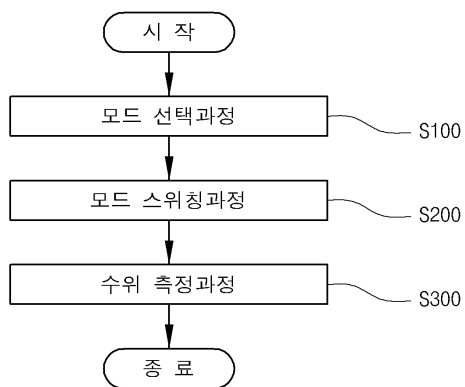 시 작
모드 선택과정
S100
모드 스위칭과정
S200
수위 측정과정
S300
종 료